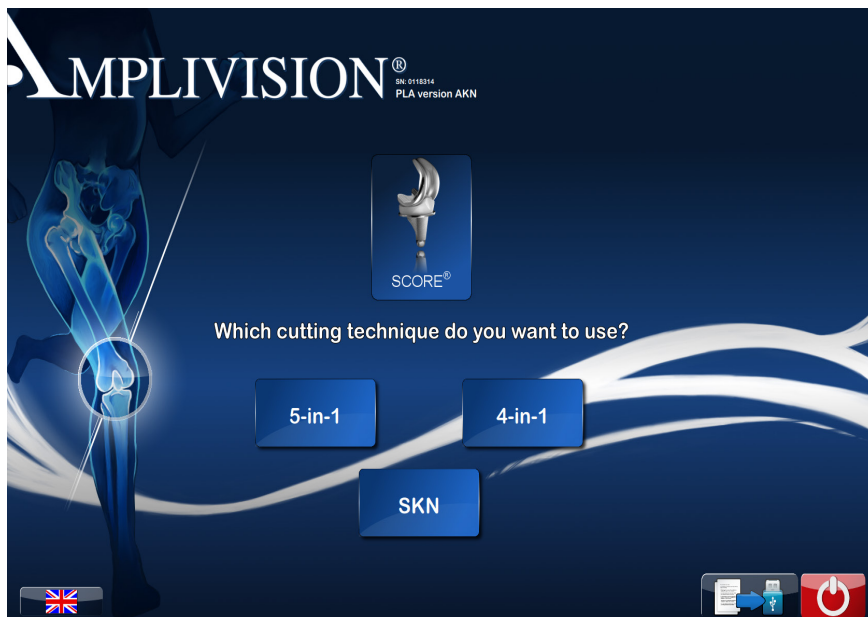 AMPLIVISION®
SN: 0118314
PLA version AKN
SCORE®
Which cutting technique do you want to use?
5-in-1
4-in-1
SKN